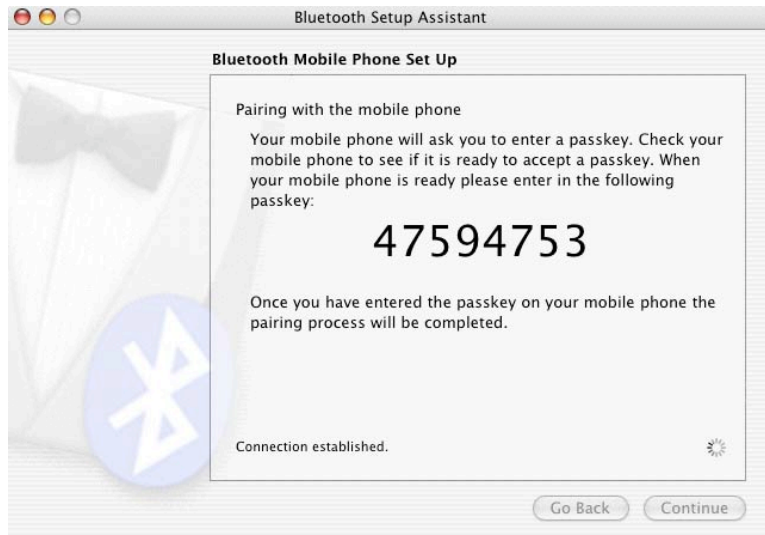 Bluetooth Setup Assistant
Bluetooth Mobile Phone Set Up
Pairing with the mobile phone
Your mobile phone will ask you to enter a passkey. Check your
mobile phone to see if it is ready to accept a passkey. When
your mobile phone is ready please enter in the following
passkey:
47594753
Once you have entered the passkey on your mobile phone the
pairing process will be completed.
Connection established.
Go Back Continue